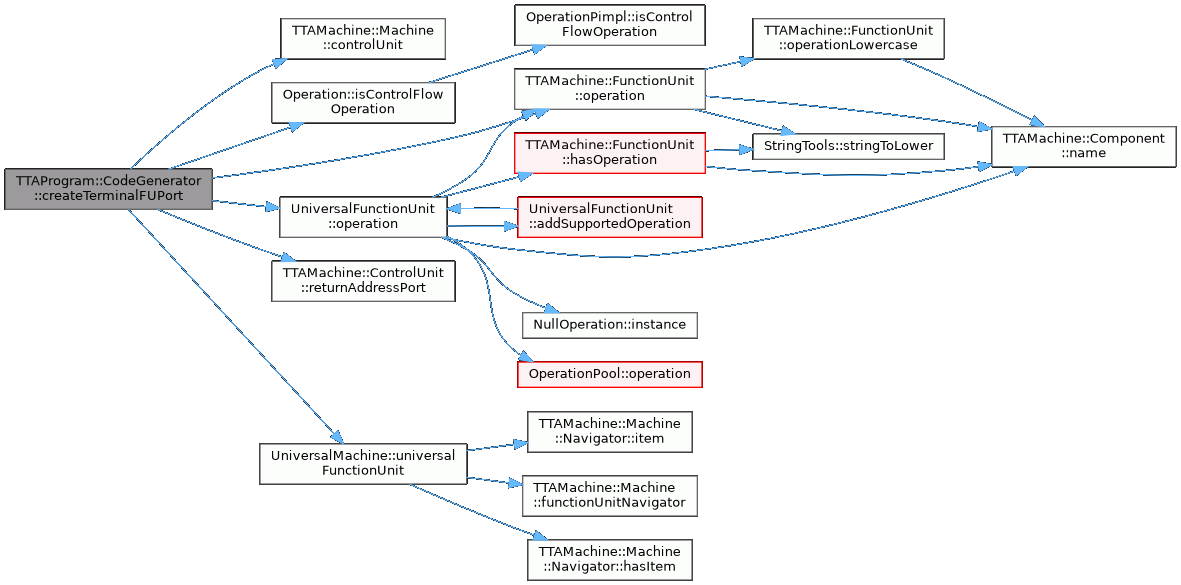 TTAProgram::CodeGenerator
::createTerminalFUPort
TTAMachine::Machine
::controlUnit
Operation::isControlFlow
Operation
UniversalFunctionUnit
::operation
TTAMachine::ControlUnit
::returnAddressPort
UniversalMachine::universal
FunctionUnit
OperationPimpl::isControl
FlowOperation
TTAMachine::FunctionUnit
::operation
TTAMachine::FunctionUnit
::hasOperation
UniversalFunctionUnit
::addSupportedOperation
NullOperation::instance
OperationPool::operation
TTAMachine::Machine
::Navigator::item
TTAMachine::Machine
::functionUnitNavigator
TTAMachine::Machine
::Navigator::hasItem
TTAMachine::FunctionUnit
::operationLowercase
StringTools::stringToLower
TTAMachine::Component
::name